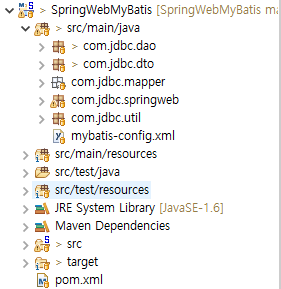 > SpringWebMyBatis [SpringWebMyBatis ma
> src/main/java
> com.jdbc.dao
> com.jdbc.dto
com.jdbc.mapper
com.jdbc.springweb
com.jdbc.util
mybatis-config.xml
src/main/resources
src/test/java
src/test/resources
JRE System Library [JavaSE-1.6]
Maven Dependencies
> src
> target
pom.xml